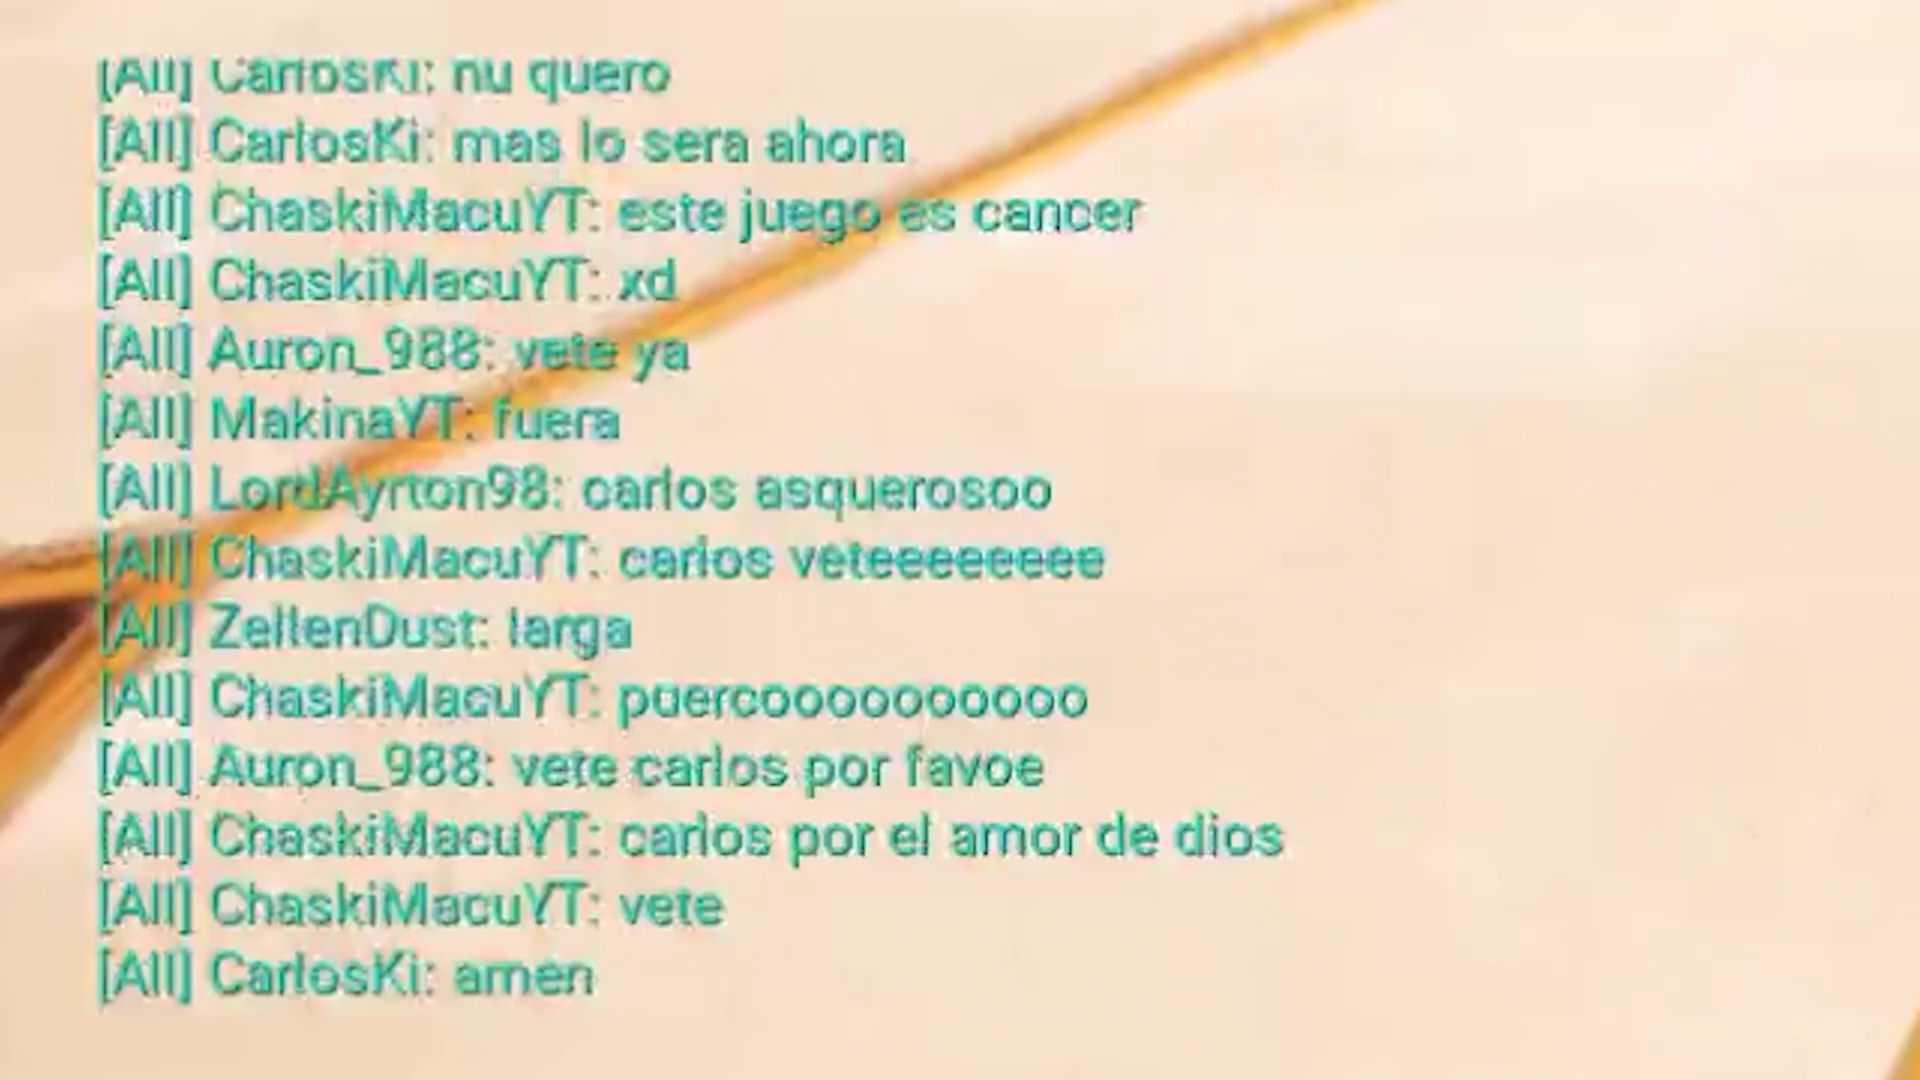 [All] CarlosKi: nu quero
[All] CarlosKi: mas lo sera ahora
[All] ChaskiMacuYT: este juego es cancer
[All] ChaskiMacuYT: xd
[All] Auron_988: vete ya
[All] MakinaYT: fuera
[All] LordAyrton98: carlos asquerosoo
[All] ChaskiMacuYT: carlos veteeeeeeee
[All] ZellenDust: larga
[All] ChaskiMacuYT: puercooooooooooo
[All] Auron_988: vete carlos por favoe
[All] ChaskiMacuYT: carlos por el amor de dios
[All] ChaskiMacuYT: vete
[All] CarlosKi: amen